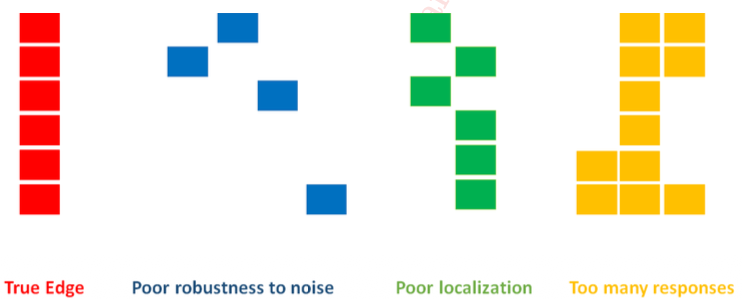 True Edge
Poor robustness to noise
Poor localization
Too many responses